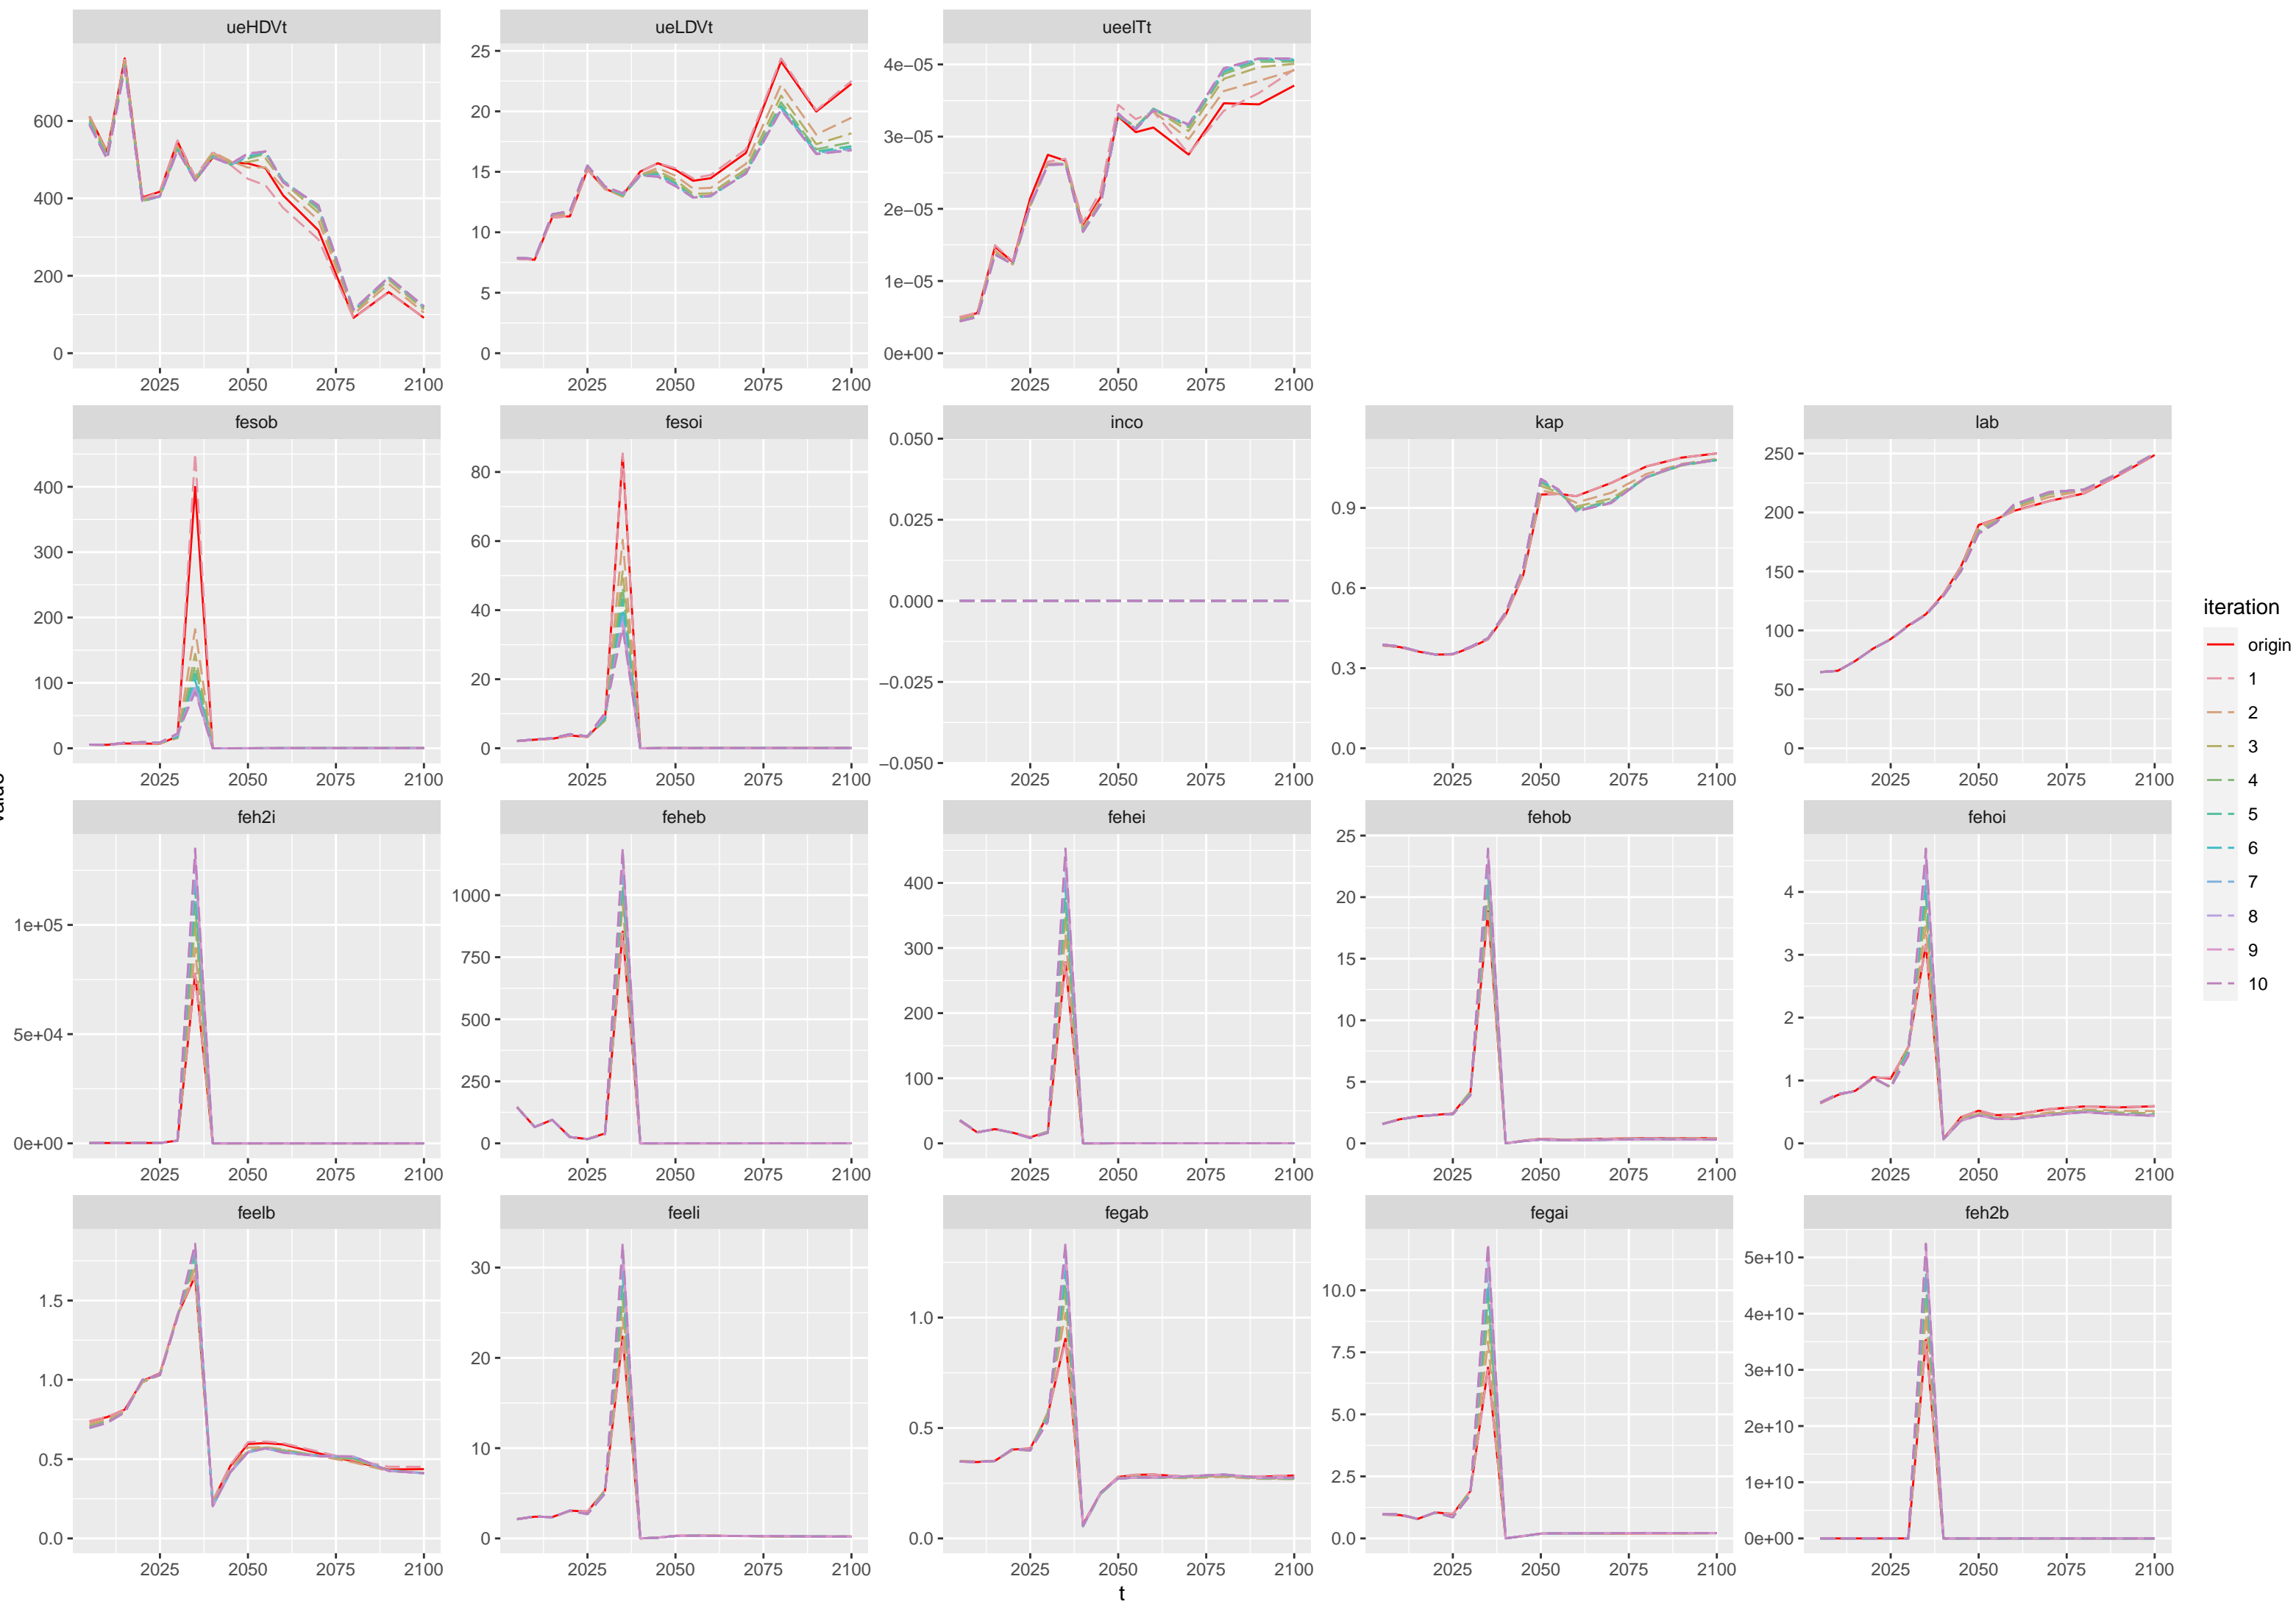 ueHDVt ueLDVt ueelTt
600 400 200 0
25 20 15 10 5 0
4e−05 3e−05 2e−05 1e−05 0e+00
2025 2050 2075 2100 2025 2050 2075 2100 2025 2050 2075 2100
fesob fesoi inco kap lab
400 300 200 100 0
80 60 40 20 0
0.050 0.025 0.000 −0.025 −0.050
0.9 0.6 0.3 0.0
250 200 150 100 50 0
2025 2050 2075 2100 2025 2050 2075 2100 2025 2050 2075 2100 2025 2050 2075 2100 2025 2050 2075 2100
feh2i feheb fehei fehob fehoi
1e+05 5e+04 0e+00
1000 750 500 250 0
400 300 200 100 0
25 20 15 10 5 0
4 3 2 1 0
2025 2050 2075 2100 2025 2050 2075 2100 2025 2050 2075 2100 2025 2050 2075 2100 2025 2050 2075 2100
feelb feeli fegab fegai feh2b
1.5 1.0 0.5 0.0
30 20 10 0
1.0 0.5 0.0
10.0 7.5 5.0 2.5 0.0
5e+10 4e+10 3e+10 2e+10 1e+10 0e+00
2025 2050 2075 2100 2025 2050 2075 2100 2025 2050 2075 2100 2025 2050 2075 2100 2025 2050 2075 2100
t
iteration
origin
1
2
3
4
5
6
7
8
9
10